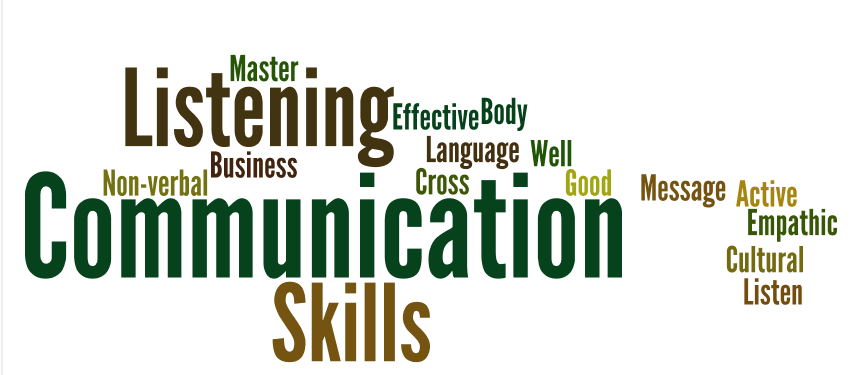 Master
Listening
Effective Body
Language Well
Business
Non-verbal Cross Good
Message Active
Empathic
Communication
Cultural
Listen
Skills